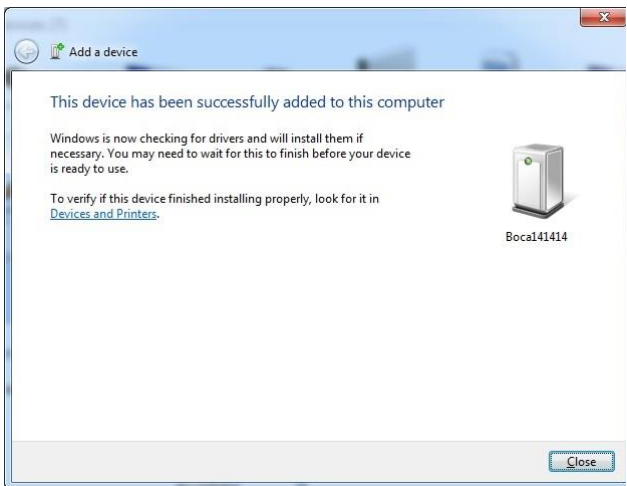 Add a device
This device has been successfully added to this computer
Windows is now checking for drivers and will install them if
necessary. You may need to wait for this to finish before your device
is ready to use.
To verify if this device finished installing properly, look for it in
Devices and Printers.
Boca141414
Close